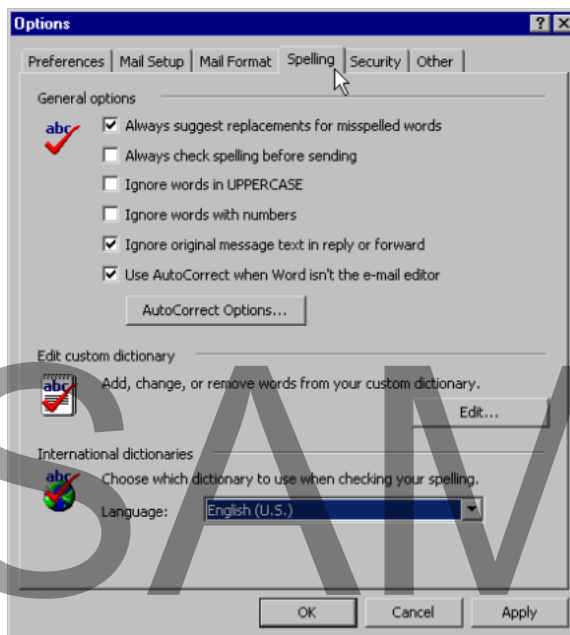 Options
Preferences Mail Setup Mail Format Spelling Security Other
General options
abc
Always suggest replacements for misspelled words
Always check spelling before sending
Ignore words in UPPERCASE
Ignore words with numbers
Ignore original message text in reply or forward
Use AutoCorrect when Word isn't the e-mail editor
AutoCorrect Options...
Edit custom dictionary
abc
Add, change, or remove words from your custom dictionary.
Edit...
International dictionaries
abc
Choose which dictionary to use when checking your spelling.
Language: English (U.S.)
OK Cancel Apply
SAM